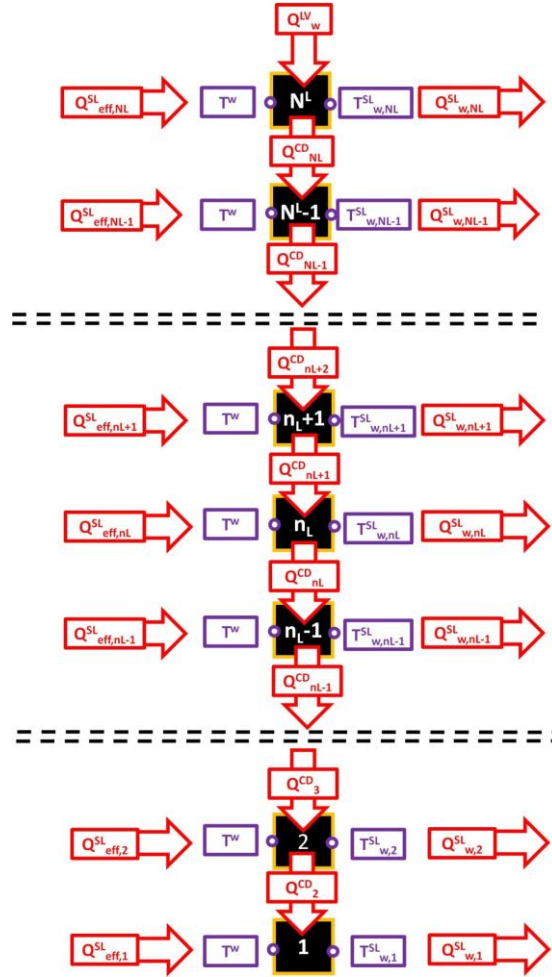 Q^LV_w
Q^SL_eff,NL T^w N^L T^SL_w,NL Q^SL_w,NL
Q^CD_NL
Q^SL_eff,NL-1 T^w N^L-1 T^SL_w,NL-1 Q^SL_w,NL-1
Q^CD_NL-1
Q^CD_nL+2
Q^SL_eff,nL+1 T^w n_L+1 T^SL_w,nL+1 Q^SL_w,nL+1
Q^CD_nL+1
Q^SL_eff,nL T^w n_L T^SL_w,nL Q^SL_w,nL
Q^CD_nL
Q^SL_eff,nL-1 T^w n_L-1 T^SL_w,nL-1 Q^SL_w,nL-1
Q^CD_nL-1
Q^CD_3
Q^SL_eff,2 T^w 2 T^SL_w,2 Q^SL_w,2
Q^CD_2
Q^SL_eff,1 T^w 1 T^SL_w,1 Q^SL_w,1